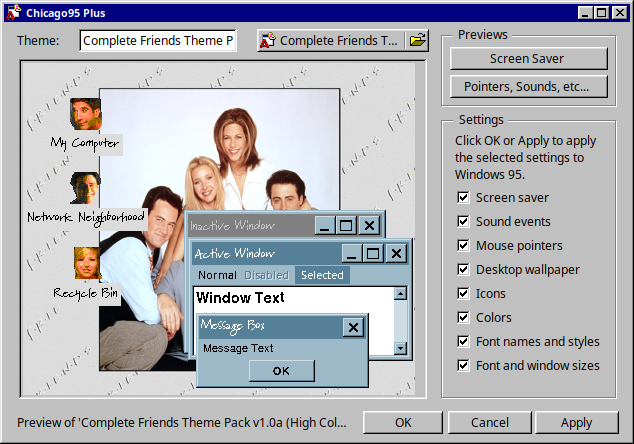 Chicago95 Plus
Theme:
Complete Friends Theme P
Complete Friends T...
Previews
Screen Saver
Pointers, Sounds, etc...
F.R.I.E.N.D.S
My Computer
Network Neighborhood
Recycle Bin
Inactive Window
Active Window
Normal Disabled Selected
Window Text
Message Box
Message Text
OK
Settings
Click OK or Apply to apply
the selected settings to
Windows 95.
Screen saver
Sound events
Mouse pointers
Desktop wallpaper
Icons
Colors
Font names and styles
Font and window sizes
Preview of 'Complete Friends Theme Pack v1.0a (High Col...
OK
Cancel
Apply